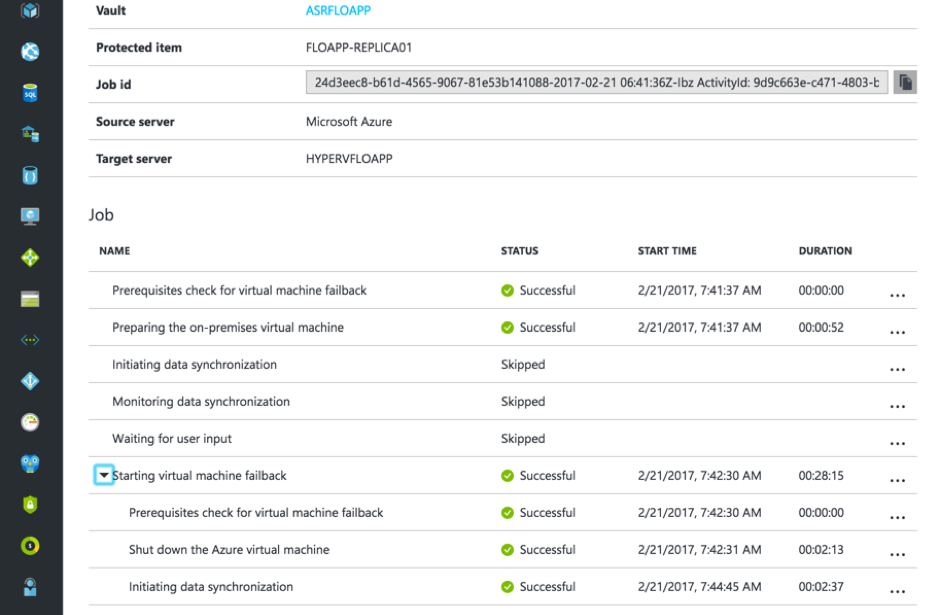 Vault ASRFLOAPP
Protected item FLOAPP-REPLICA01
Job id 24d3eec8-b61d-4565-9067-81e53b141088-2017-02-21 06:41:36Z-Ibz ActivityId: 9d9c663e-c471-4803-b
Source server Microsoft Azure
Target server HYPERVFLOAPP
Job
NAME STATUS START TIME DURATION
Prerequisites check for virtual machine failback Successful 2/21/2017, 7:41:37 AM 00:00:00 ...
Preparing the on-premises virtual machine Successful 2/21/2017, 7:41:37 AM 00:00:52 ...
Initiating data synchronization Skipped ...
Monitoring data synchronization Skipped ...
Waiting for user input Skipped ...
Starting virtual machine failback Successful 2/21/2017, 7:42:30 AM 00:28:15 ...
Prerequisites check for virtual machine failback Successful 2/21/2017, 7:42:30 AM 00:00:00 ...
Shut down the Azure virtual machine Successful 2/21/2017, 7:42:31 AM 00:02:13 ...
Initiating data synchronization Successful 2/21/2017, 7:44:45 AM 00:02:37 ...
SQL